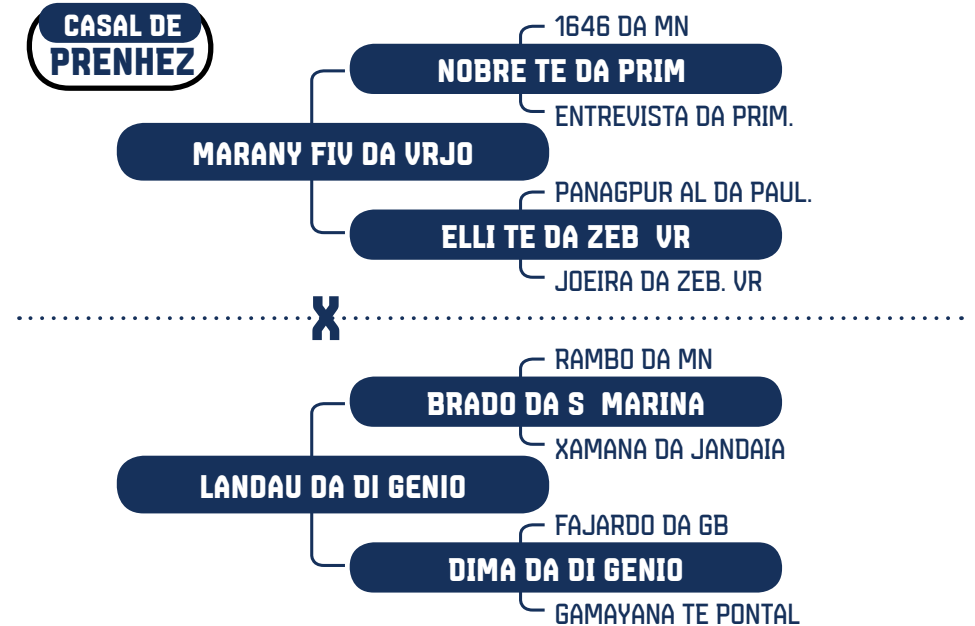 CASAL DE
PRENHEZ
1646 DA MN
NOBRE TE DA PRIM
ENTREVISTA DA PRIM.
MARANY FIV DA VRJO
PANAGPUR AL DA PAUL.
ELLI TE DA ZEB VR
JOEIRA DA ZEB. VR
X
RAMBO DA MN
BRADO DA S MARINA
XAMANA DA JANDAIA
LANDAU DA DI GENIO
FAJARDO DA GB
DIMA DA DI GENIO
GAMAYANA TE PONTAL